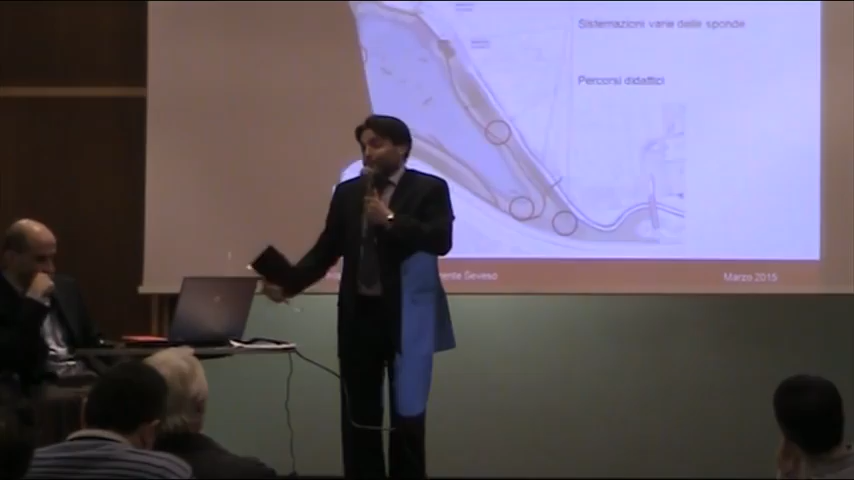 Sistemazioni varie delle sponde
Percorsi didattici
Seveso
Marzo 2015